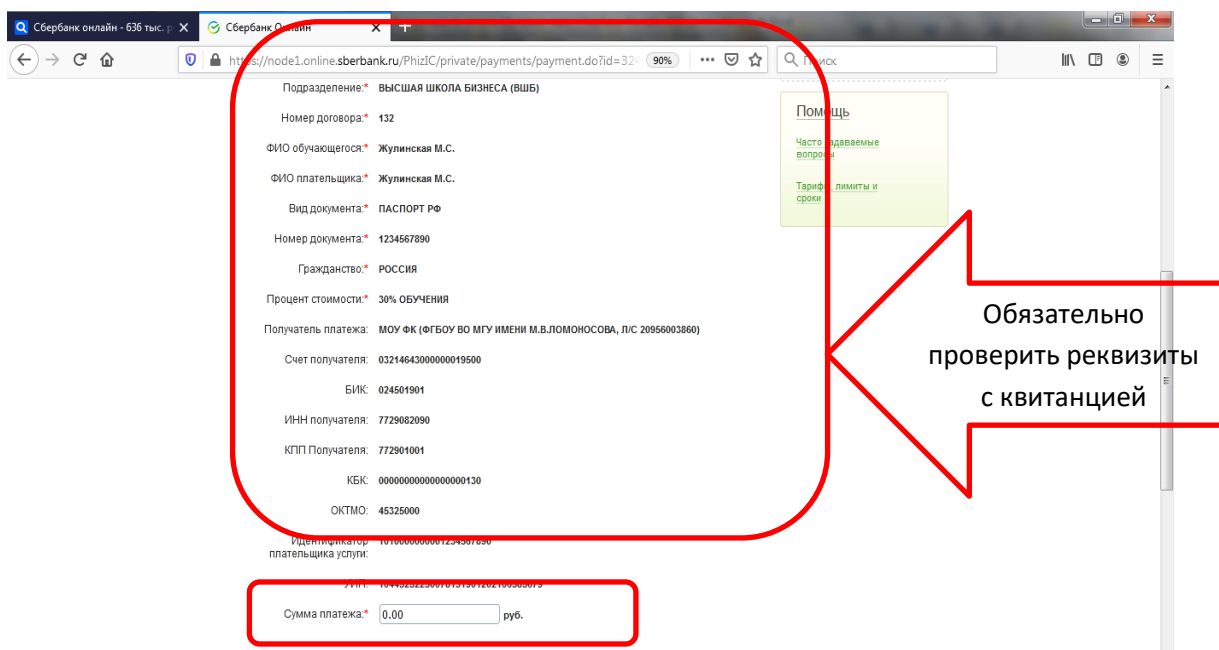 Сбербанк онлайн - 636 тыс. р
Сбербанк Онлайн
https://node1.online.sberbank.ru/PhizIC/private/payments/payment.do?id=324
90%
Поиск
Подразделение:* ВЫСШАЯ ШКОЛА БИЗНЕСА (ВШБ)
Номер договора:* 132
ФИО обучающегося:* Жулинская М.С.
ФИО плательщика:* Жулинская М.С.
Вид документа:* ПАСПОРТ РФ
Номер документа:* 1234567890
Гражданство:* РОССИЯ
Процент стоимости:* 30% ОБУЧЕНИЯ
Получатель платежа: МОУ ФК (ФГБОУ ВО МГУ ИМЕНИ М.В.ЛОМОНОСОВА, Л/С 20956003860)
Счет получателя: 03214643000000019500
БИК: 024501901
ИНН получателя: 7729082090
КПП Получателя: 772901001
КБК: 00000000000000000130
ОКТМО: 45325000
Идентификатор
плательщика услуги:
УИП:
Сумма платежа:* 0.00 руб.
Помощь
Часто задаваемые
вопросы
Тарифы, лимиты и
сроки
Обязательно
проверить реквизиты
с квитанцией